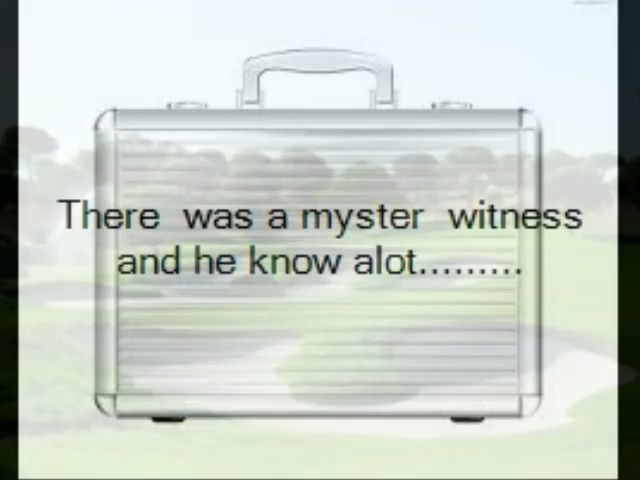 There was a myster witness
and he know alot.........